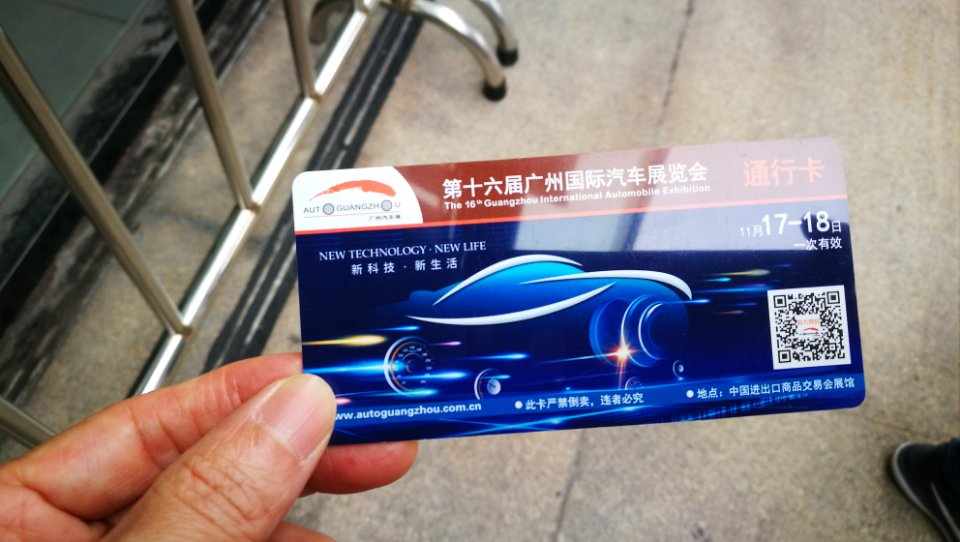 AUTO GUANGZHOU
广州汽车展
第十六届广州国际汽车展览会
The 16th Guangzhou International Automobile Exhibition
通行卡
11月17-18日
一次有效
NEW TECHNOLOGY · NEW LIFE
新科技 · 新生活
www.autoguangzhou.com.cn
● 此卡严禁倒卖，违者必究
● 地点：中国进出口商品交易会展馆